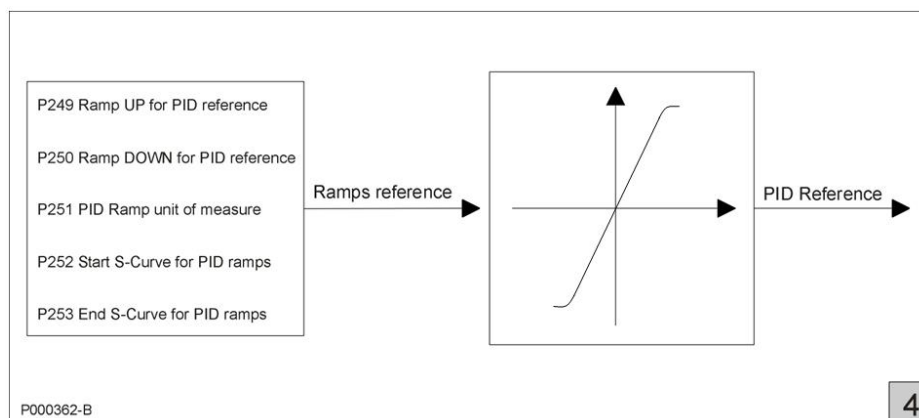 P249 Ramp UP for PID reference
P250 Ramp DOWN for PID reference
P251 PID Ramp unit of measure
P252 Start S-Curve for PID ramps
P253 End S-Curve for PID ramps
Ramps reference
PID Reference
P000362-B
4